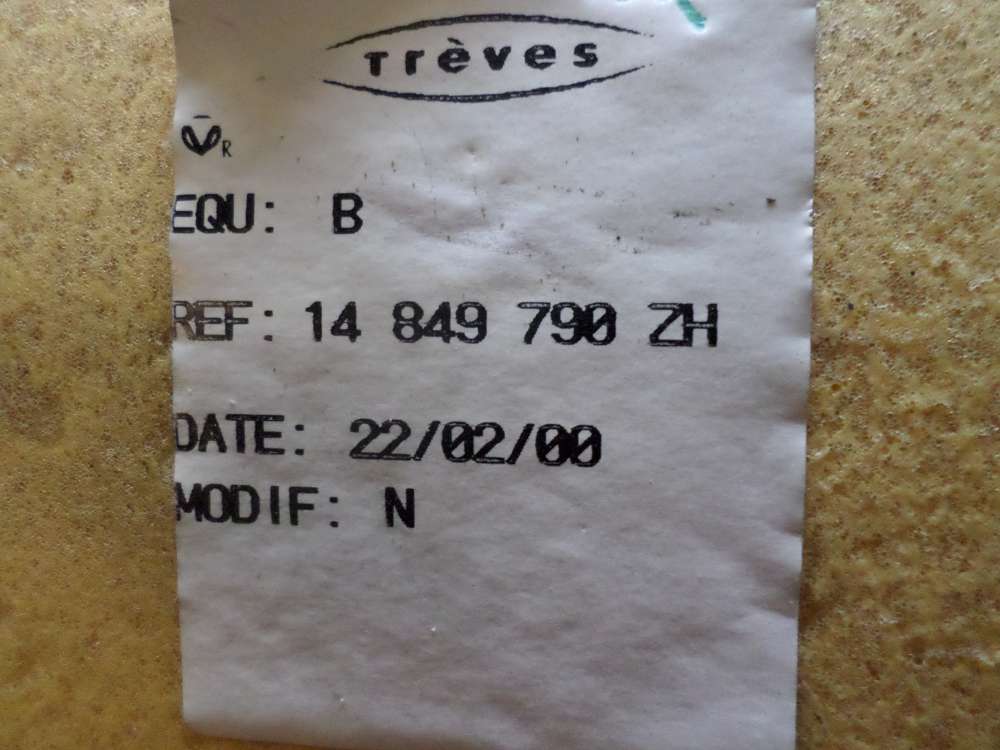 Trèves
R
EQU: B
REF: 14 849 790 ZH
DATE: 22/02/00
MODIF: N